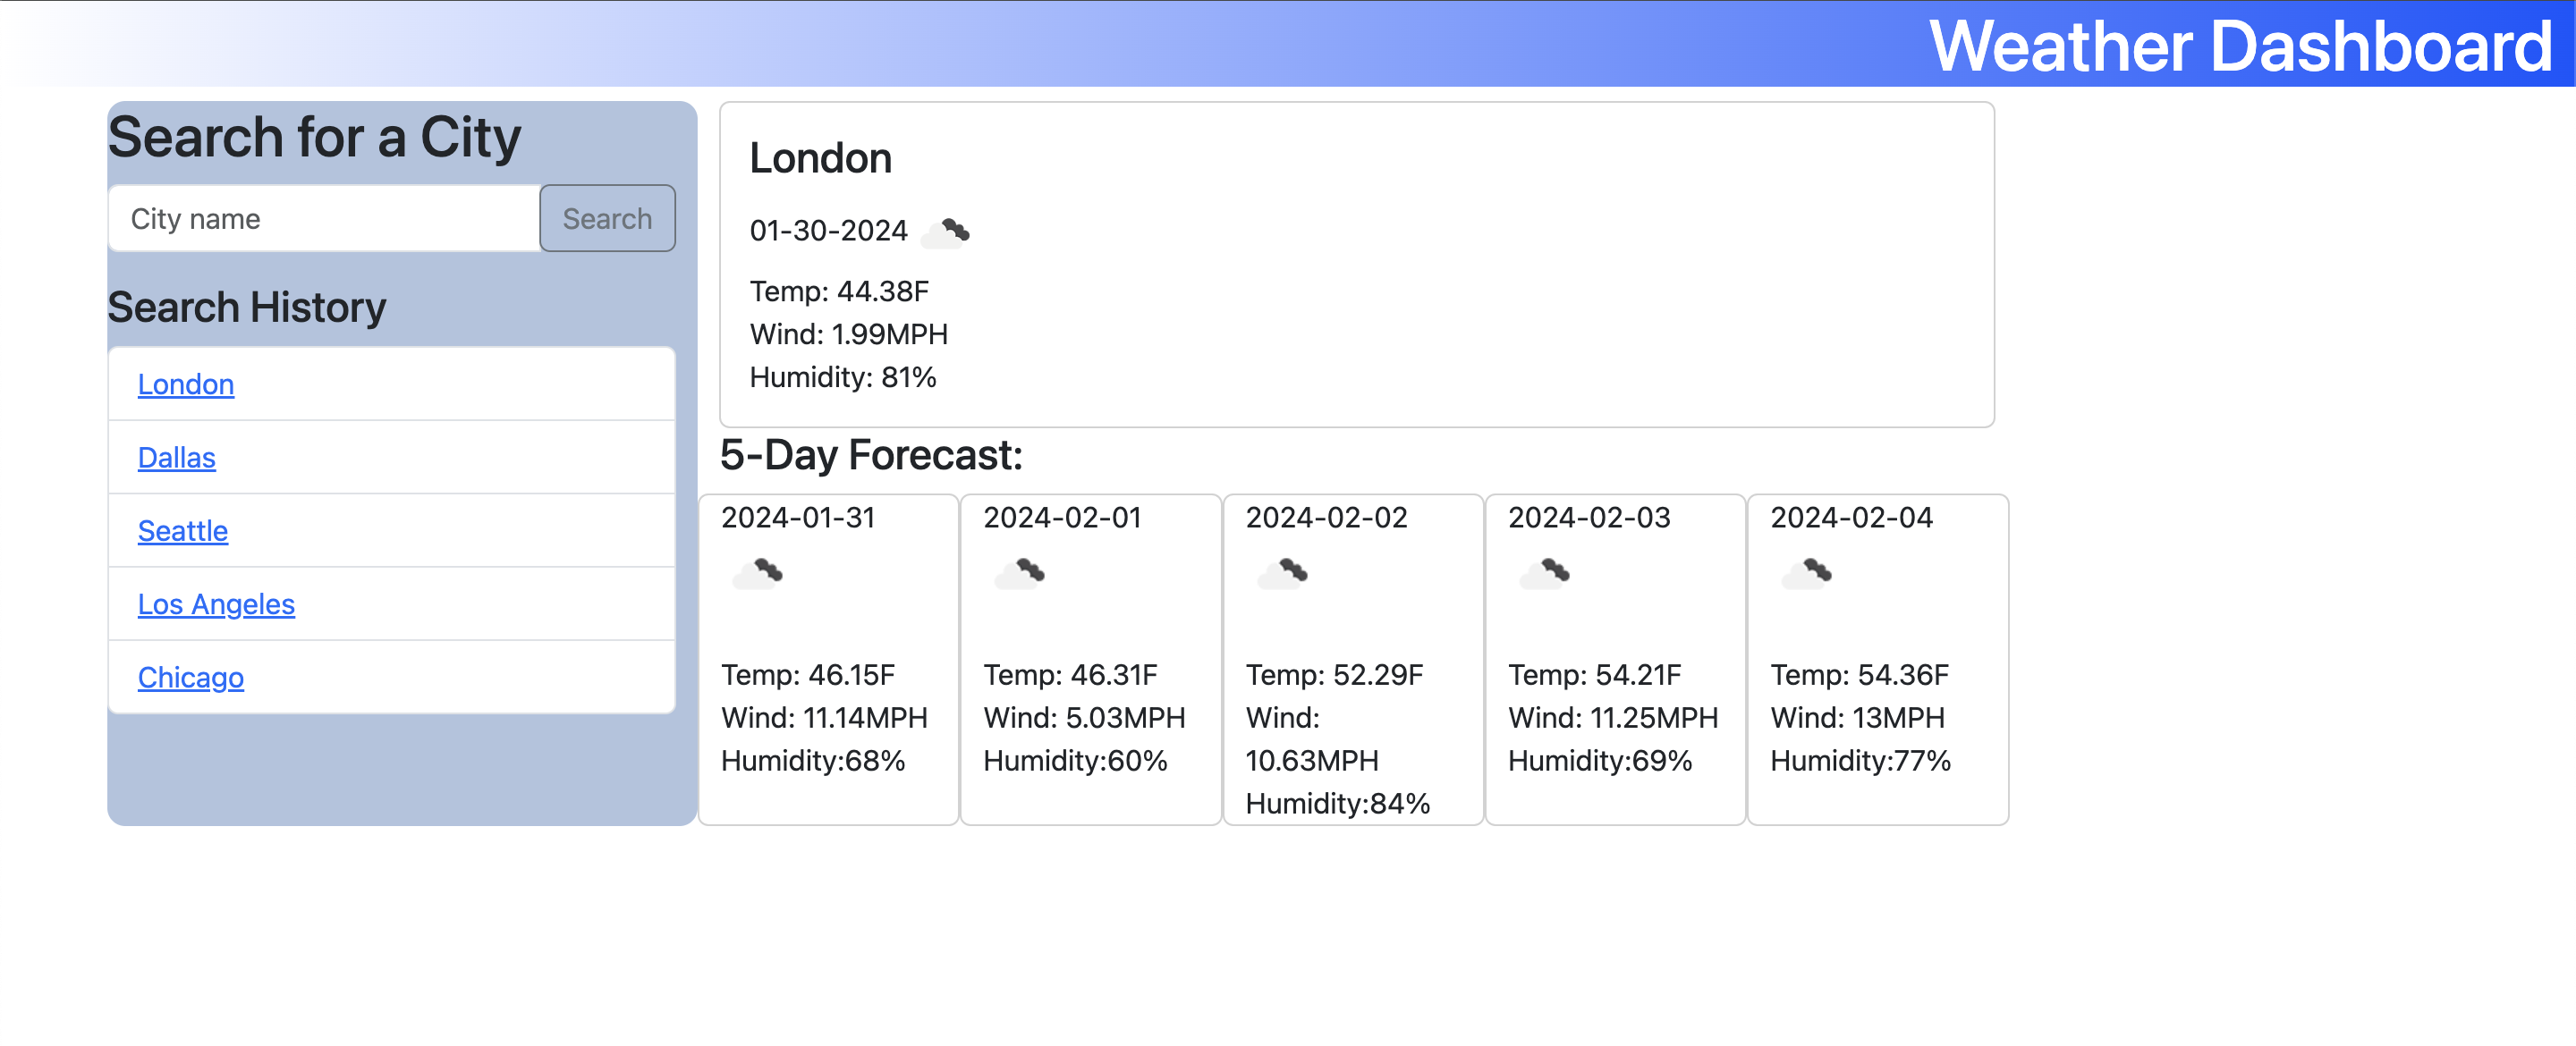 Weather Dashboard
Search for a City
City name
Search
Search History
London
Dallas
Seattle
Los Angeles
Chicago
London
01-30-2024
Temp: 44.38F
Wind: 1.99MPH
Humidity: 81%
5-Day Forecast:
2024-01-31
Temp: 46.15F
Wind: 11.14MPH
Humidity:68%
2024-02-01
Temp: 46.31F
Wind: 5.03MPH
Humidity:60%
2024-02-02
Temp: 52.29F
Wind:
10.63MPH
Humidity:84%
2024-02-03
Temp: 54.21F
Wind: 11.25MPH
Humidity:69%
2024-02-04
Temp: 54.36F
Wind: 13MPH
Humidity:77%